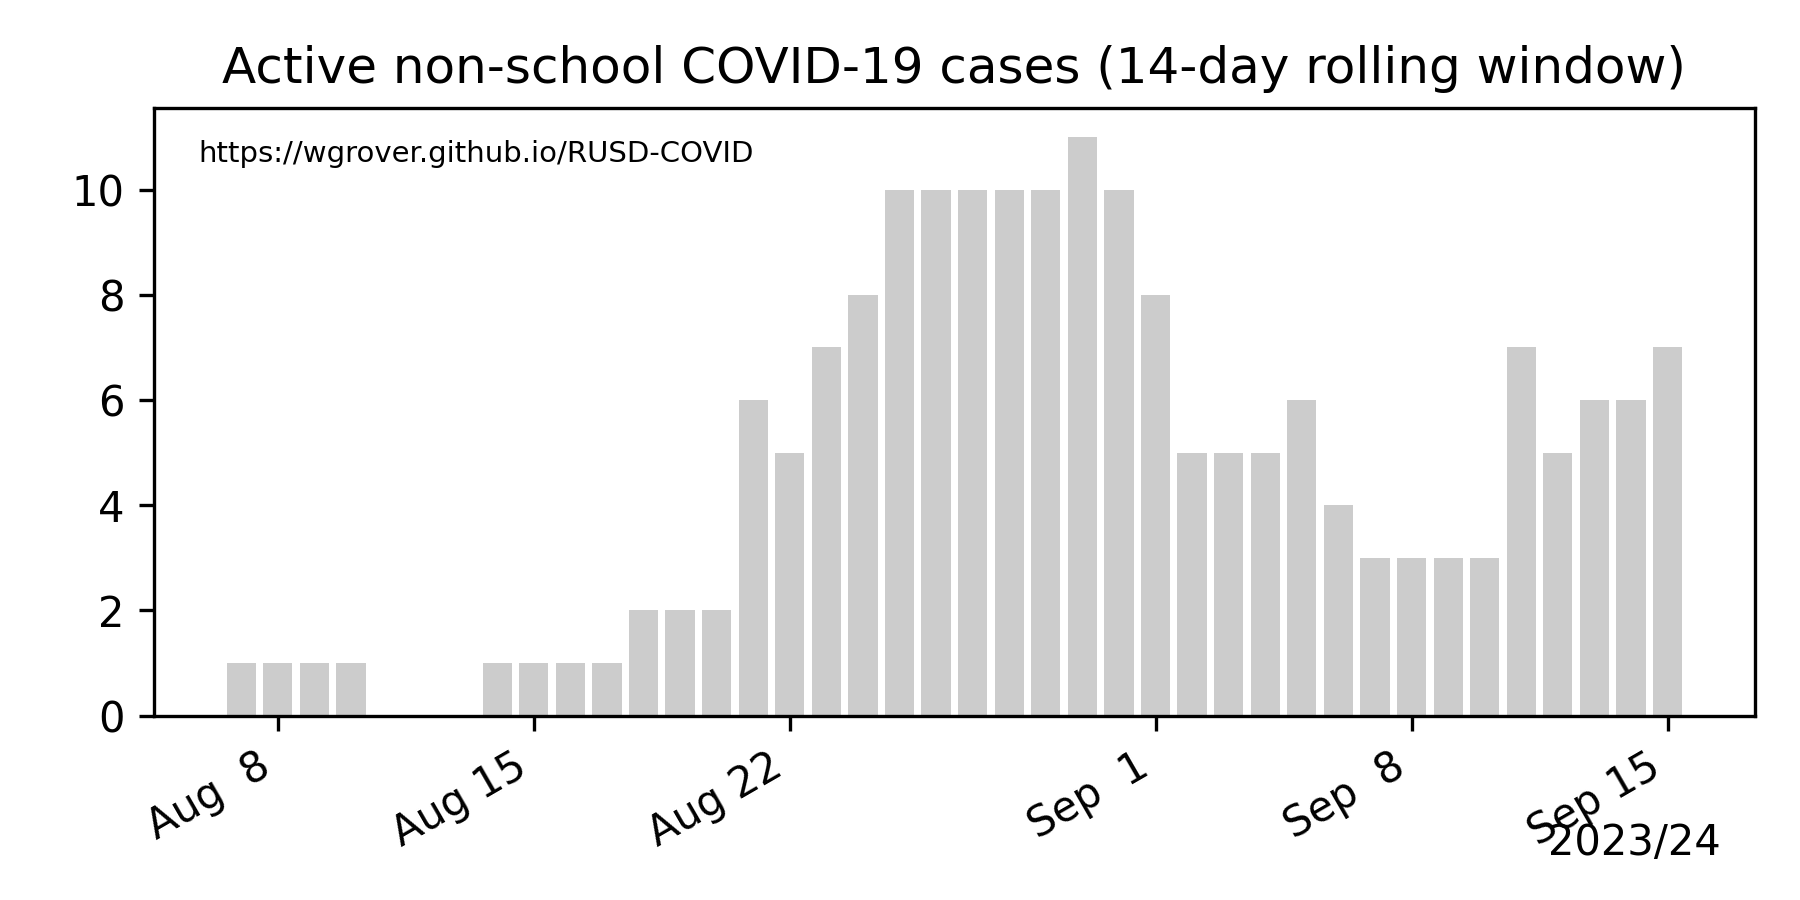 Active non-school COVID-19 cases (14-day rolling window)
https://wgrover.github.io/RUSD-COVID
10
8
6
4
2
0
Aug 8
Aug 15
Aug 22
Sep 1
Sep 8
Sep 15
2023/24